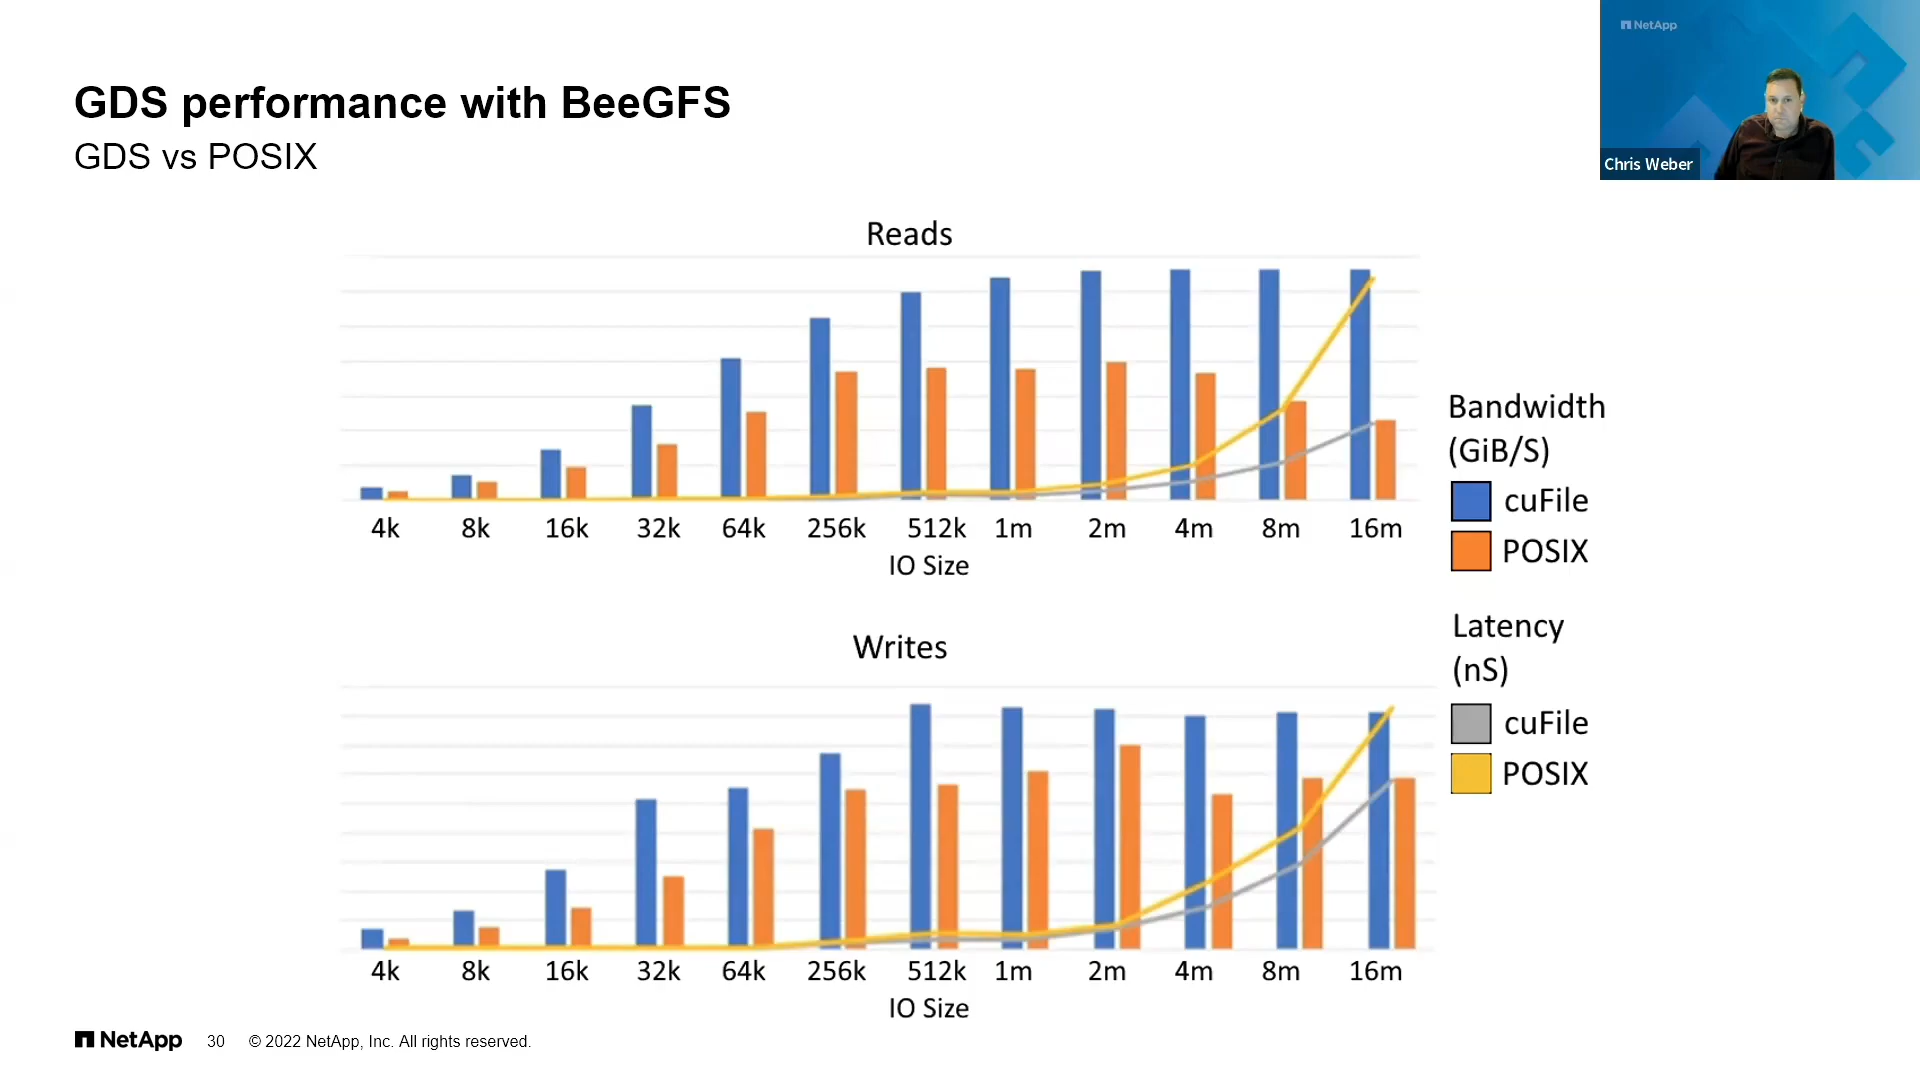 NetApp
Chris Weber
GDS performance with BeeGFS
GDS vs POSIX
Reads
4k 8k 16k 32k 64k 256k 512k 1m 2m 4m 8m 16m
IO Size
Bandwidth
(GiB/S)
cuFile
POSIX
Latency
(nS)
cuFile
POSIX
Writes
4k 8k 16k 32k 64k 256k 512k 1m 2m 4m 8m 16m
IO Size
NetApp 30 © 2022 NetApp, Inc. All rights reserved.